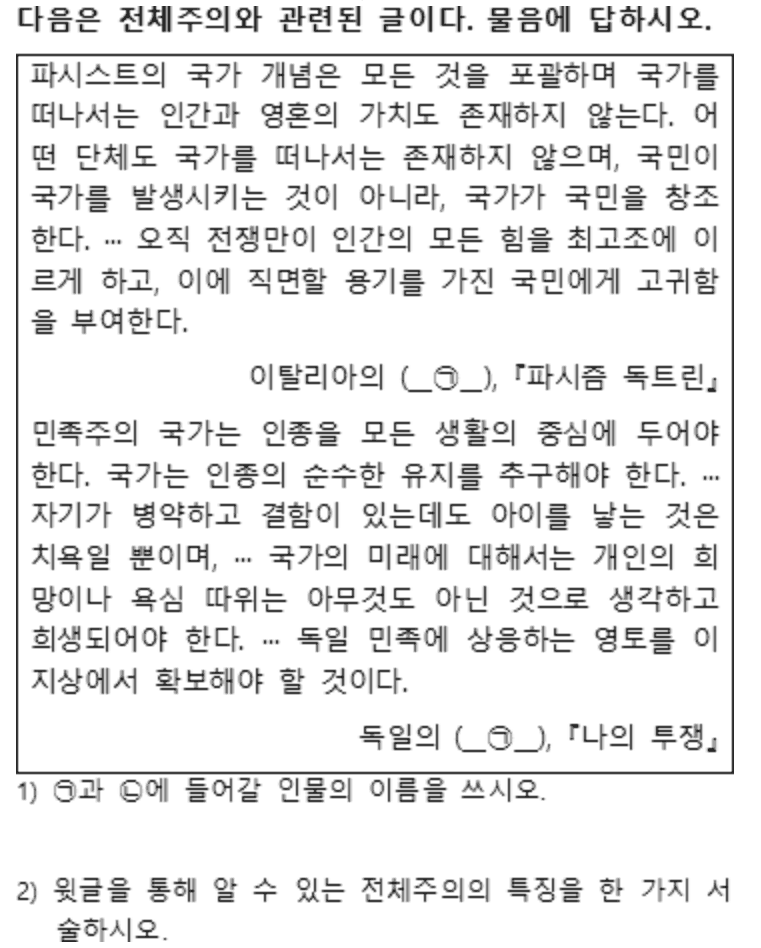 다음은 전체주의와 관련된 글이다. 물음에 답하시오.
파시스트의 국가 개념은 모든 것을 포괄하며 국가를
떠나서는 인간과 영혼의 가치도 존재하지 않는다. 어
떤 단체도 국가를 떠나서는 존재하지 않으며, 국민이
국가를 발생시키는 것이 아니라, 국가가 국민을 창조
한다. … 오직 전쟁만이 인간의 모든 힘을 최고조에 이
르게 하고, 이에 직면할 용기를 가진 국민에게 고귀함
을 부여한다.
이탈리아의 (_㉠_), 『파시즘 독트린』
민족주의 국가는 인종을 모든 생활의 중심에 두어야
한다. 국가는 인종의 순수한 유지를 추구해야 한다. …
자기가 병약하고 결함이 있는데도 아이를 낳는 것은
치욕일 뿐이며, … 국가의 미래에 대해서는 개인의 희
망이나 욕심 따위는 아무것도 아닌 것으로 생각하고
희생되어야 한다. … 독일 민족에 상응하는 영토를 이
지상에서 확보해야 할 것이다.
독일의 (_㉠_), 『나의 투쟁』
1) ㉠과 ㉡에 들어갈 인물의 이름을 쓰시오.
2) 윗글을 통해 알 수 있는 전체주의의 특징을 한 가지 서
술하시오.